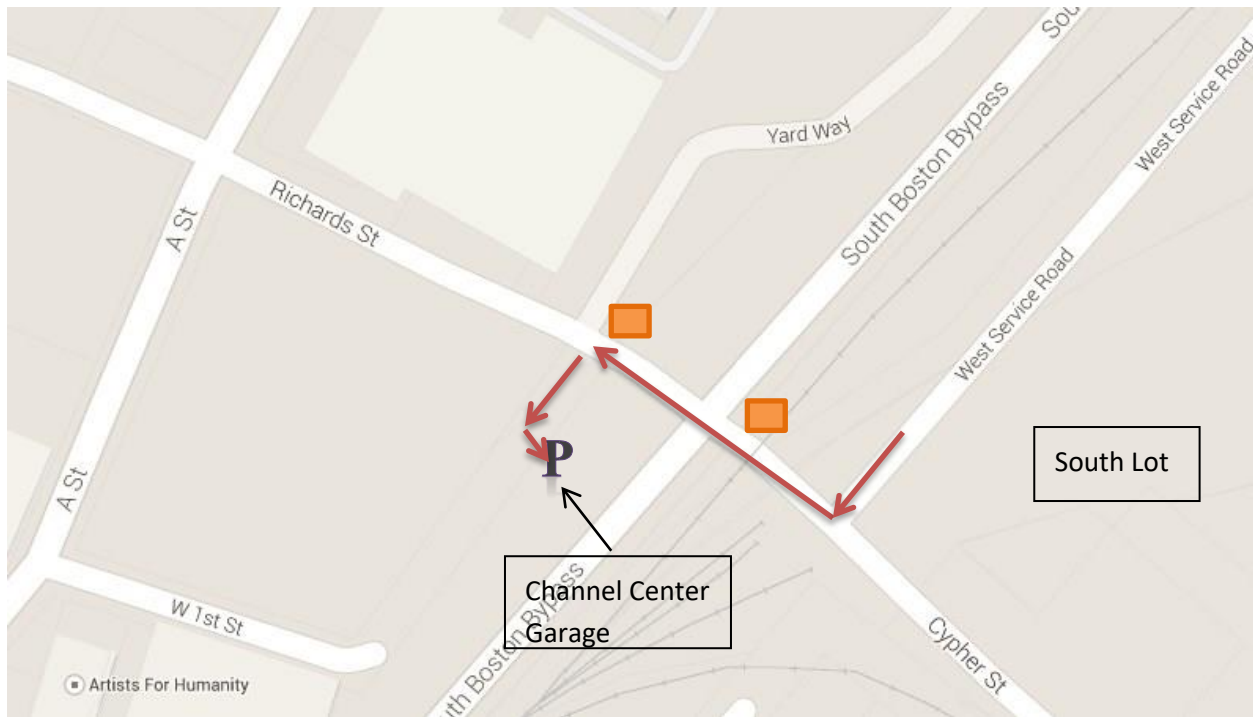 Sou
Yard Way
South Boston Bypass
West Service Road
Richards St
A St
West Service Road
South Lot
P
A St
Channel Center
Garage
W 1st St
uth Boston Bypass
Cypher St
Artists For Humanity